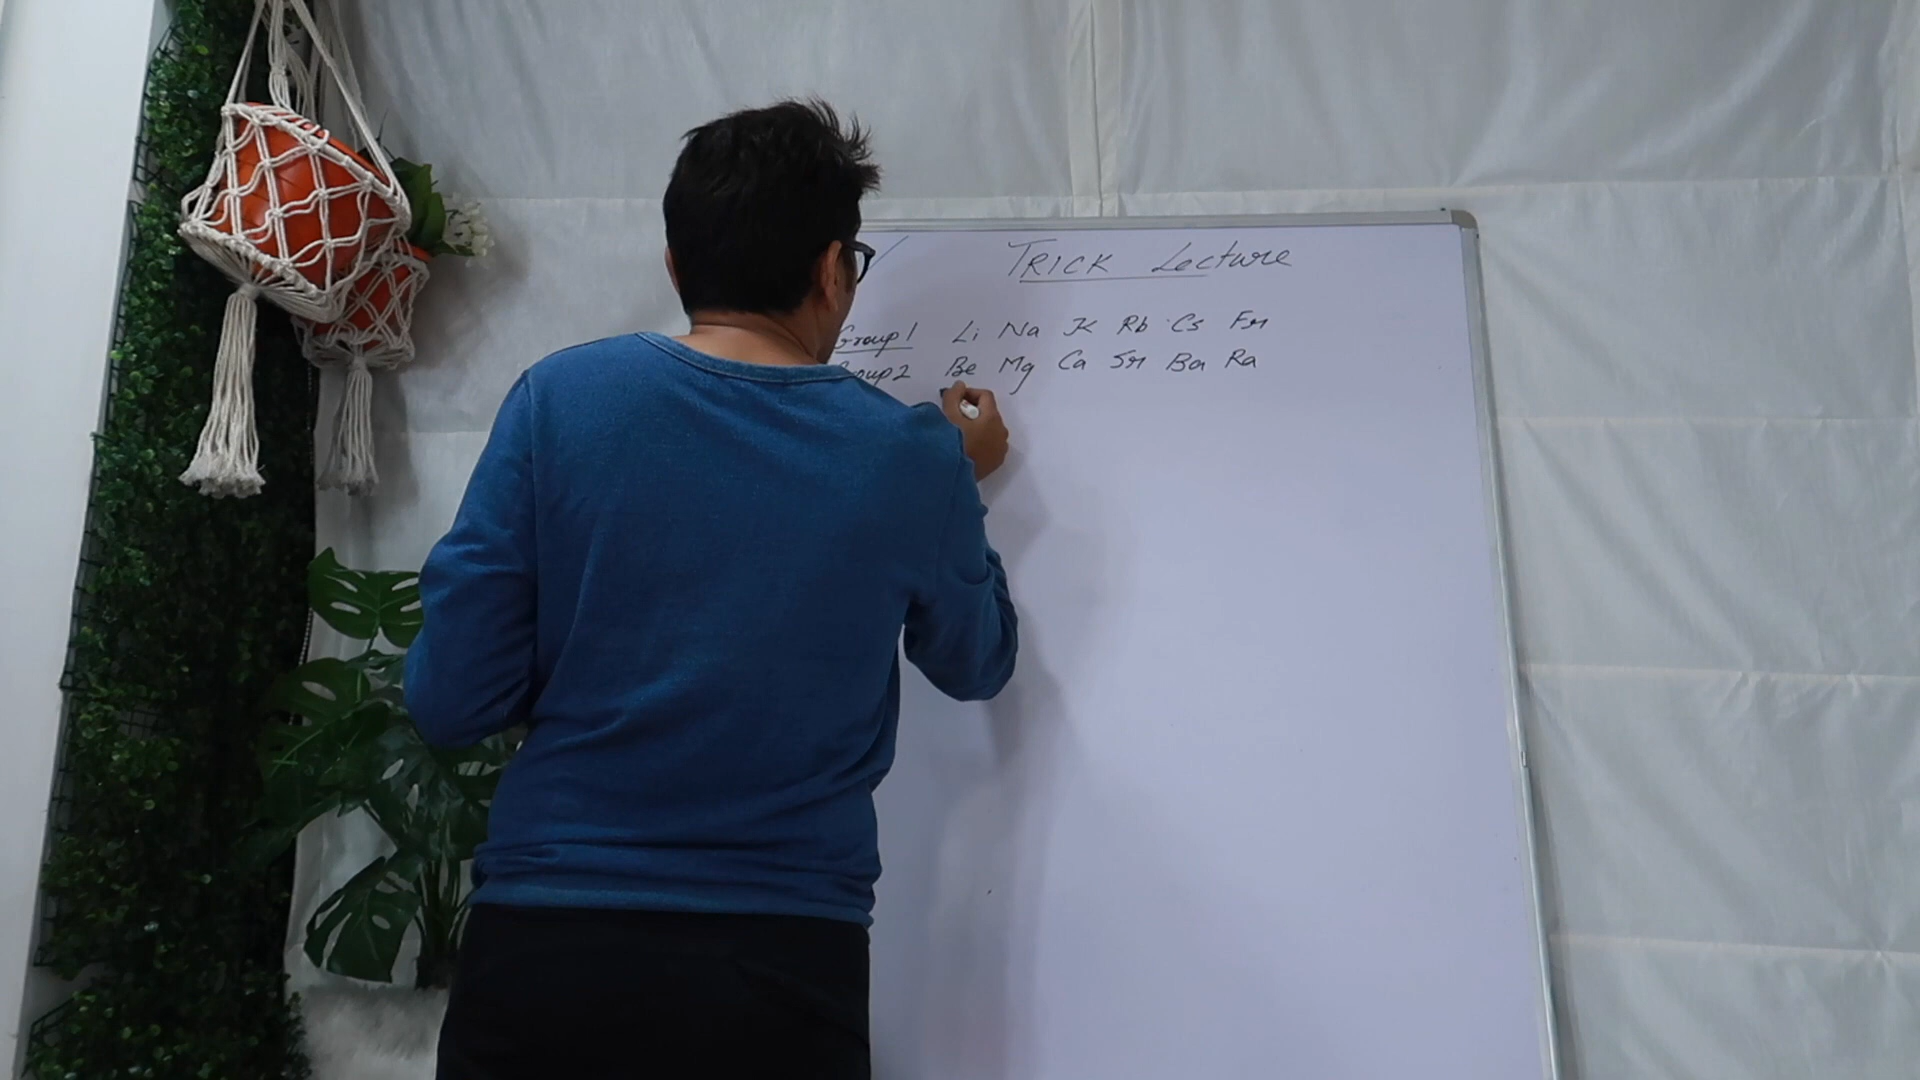 TRICK Lecture
Group 1 Li Na K Rb Cs Fr
Group 2 Be Mg Ca Sr Ba Ra